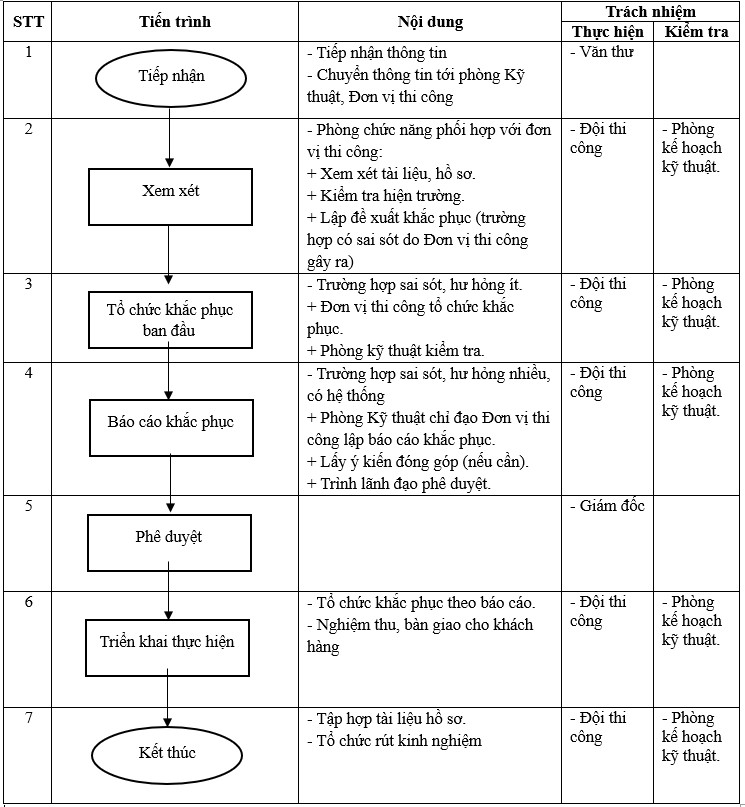 STT
Tiến trình
Nội dung
Trách nhiệm
Thực hiện
Kiểm tra
1
Tiếp nhận
- Tiếp nhận thông tin
- Chuyển thông tin tới phòng Kỹ
thuật, Đơn vị thi công
- Văn thư
2
Xem xét
- Phòng chức năng phối hợp với đơn
vị thi công:
+ Xem xét tài liệu, hồ sơ.
+ Kiểm tra hiện trường.
+ Lập đề xuất khắc phục (trường
hợp có sai sót do Đơn vị thi công
gây ra)
- Đội thi
công
- Phòng
kế hoạch
kỹ thuật.
3
Tổ chức khắc phục
ban đầu
- Trường hợp sai sót, hư hỏng ít.
+ Đơn vị thi công tổ chức khắc
phục.
+ Phòng kỹ thuật kiểm tra.
- Đội thi
công
- Phòng
kế hoạch
kỹ thuật.
4
Báo cáo khắc phục
- Trường hợp sai sót, hư hỏng nhiều,
có hệ thống
+ Phòng Kỹ thuật chỉ đạo Đơn vị thi
công lập báo cáo khắc phục.
+ Lấy ý kiến đóng góp (nếu cần).
+ Trình lãnh đạo phê duyệt.
- Đội thi
công
- Phòng
kế hoạch
kỹ thuật.
5
Phê duyệt
- Giám đốc
6
Triển khai thực hiện
- Tổ chức khắc phục theo báo cáo.
- Nghiệm thu, bàn giao cho khách
hàng
- Đội thi
công
- Phòng
kế hoạch
kỹ thuật.
7
Kết thúc
- Tập hợp tài liệu hồ sơ.
- Tổ chức rút kinh nghiệm
- Đội thi
công
- Phòng
kế hoạch
kỹ thuật.